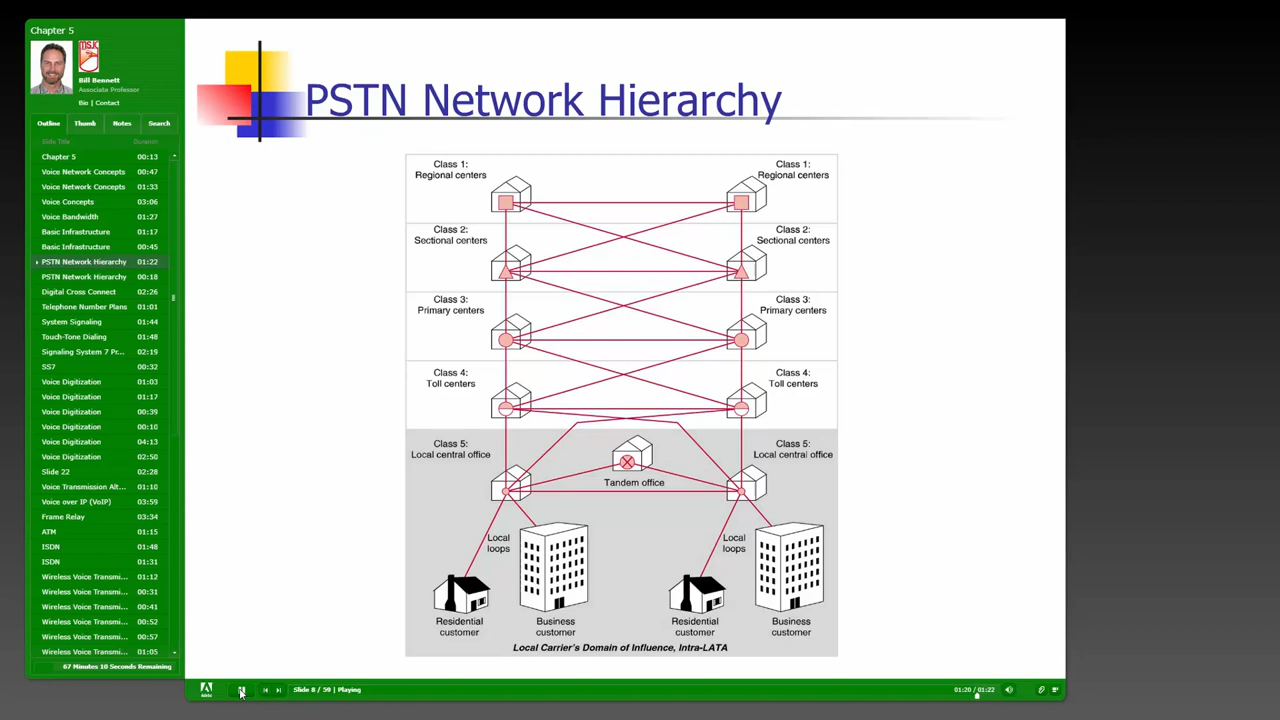 Chapter 5
Bill Bennett
Associate Professor
Bio | Contact
Outline Thumb Notes Search
Slide Title Duration
Chapter 5 00:13
Voice Network Concepts 00:47
Voice Network Concepts 01:33
Voice Concepts 03:06
Voice Bandwidth 01:27
Basic Infrastructure 01:17
Basic Infrastructure 00:45
PSTN Network Hierarchy 01:22
PSTN Network Hierarchy 00:18
Digital Cross Connect 02:26
Telephone Number Plans 01:01
System Signaling 01:44
Touch-Tone Dialing 01:48
Signaling System 7 Pr... 02:19
SS7 00:32
Voice Digitization 01:03
Voice Digitization 01:17
Voice Digitization 00:39
Voice Digitization 00:10
Voice Digitization 04:13
Voice Digitization 02:50
Slide 22 02:28
Voice Transmission Alt... 01:10
Voice over IP (VoIP) 03:59
Frame Relay 03:34
ATM 01:15
ISDN 01:48
ISDN 01:31
Wireless Voice Transmi... 01:12
Wireless Voice Transmi... 00:31
Wireless Voice Transmi... 00:41
Wireless Voice Transmi... 00:52
Wireless Voice Transmi... 00:57
Wireless Voice Transmi... 01:05
67 Minutes 10 Seconds Remaining
PSTN Network Hierarchy
Class 1:
Regional centers
Class 1:
Regional centers
Class 2:
Sectional centers
Class 2:
Sectional centers
Class 3:
Primary centers
Class 3:
Primary centers
Class 4:
Toll centers
Class 4:
Toll centers
Class 5:
Local central office
Class 5:
Local central office
Tandem office
Local
loops
Local
loops
Residential
customer
Business
customer
Residential
customer
Business
customer
Local Carrier's Domain of Influence, Intra-LATA
Slide 8 / 59 | Playing
01:20 / 01:22